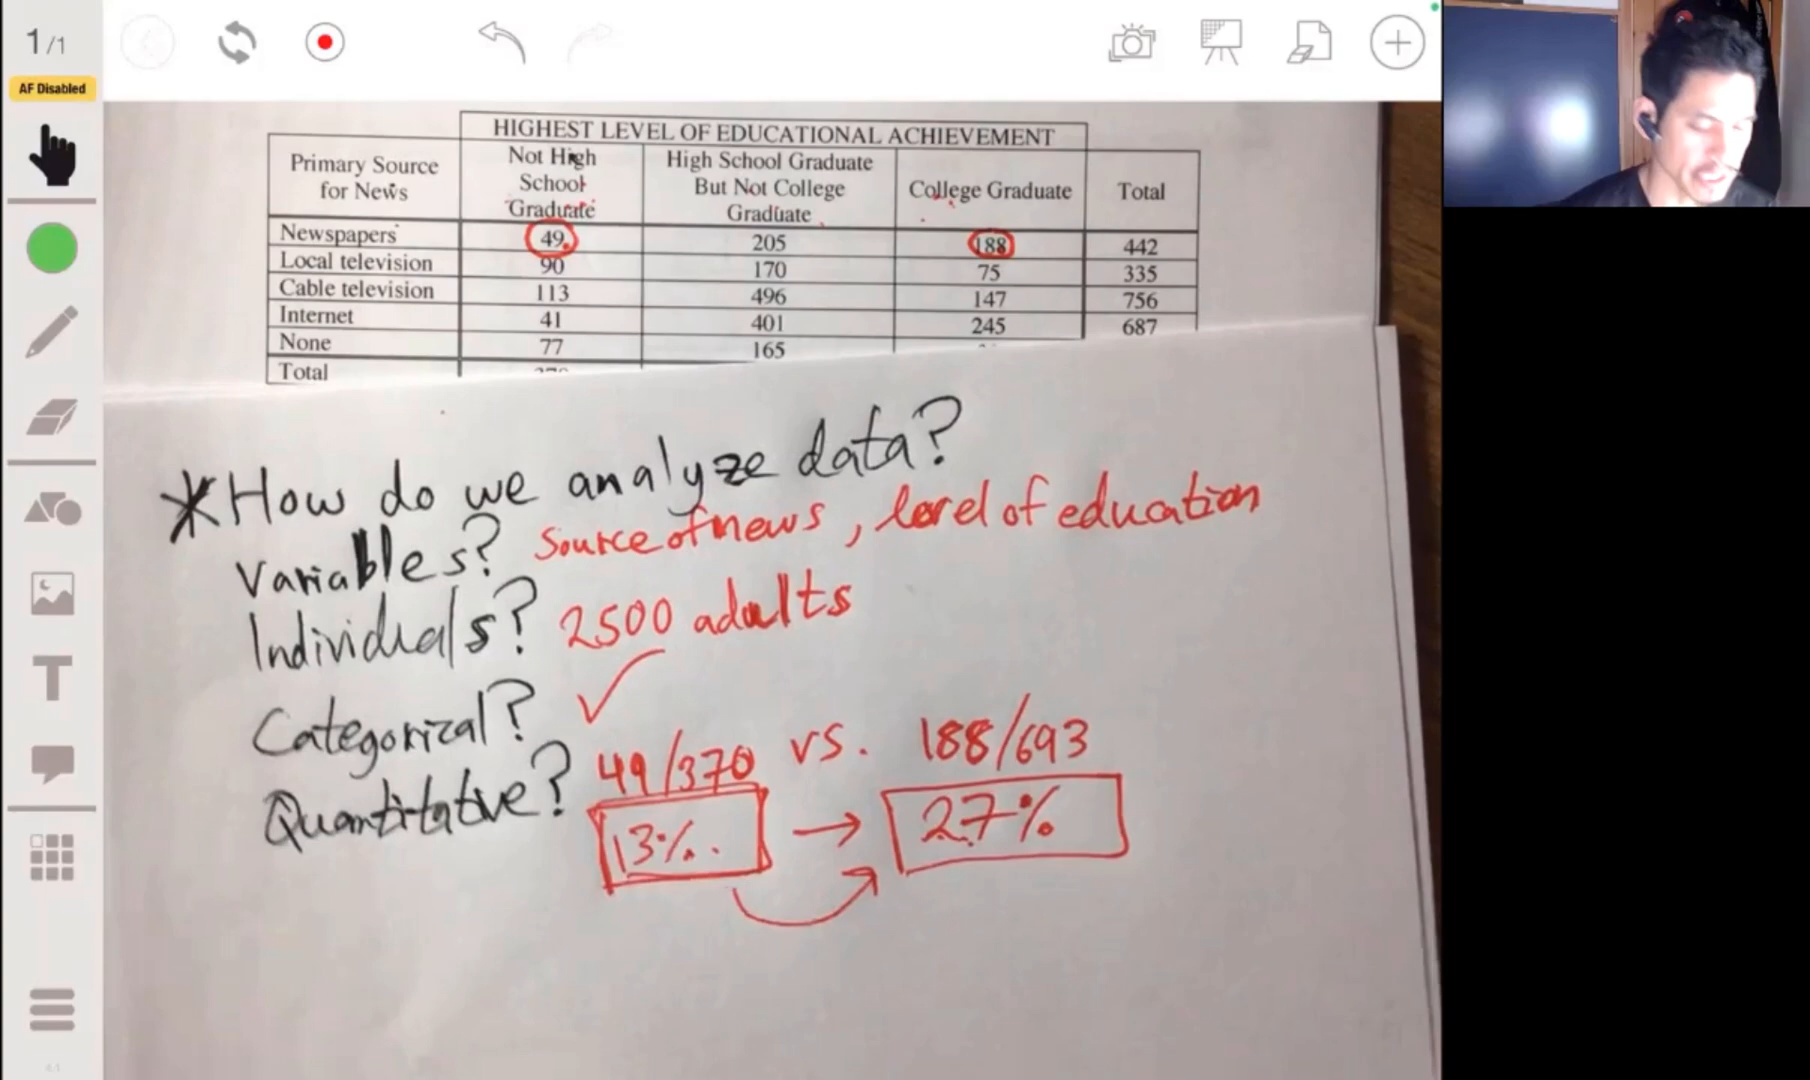 1/1
AF Disabled
HIGHEST LEVEL OF EDUCATIONAL ACHIEVEMENT
Primary Source for News | Not High School Graduate | High School Graduate But Not College Graduate | College Graduate | Total
Newspapers 49 205 188 442
Local television 90 170 75 335
Cable television 113 496 147 756
Internet 41 401 245 687
None 77 165
Total
*How do we analyze data?
Variables? Source of news, level of education
Individuals? 2500 adults
Categorical? ✓
Quantitative? 49/370 vs. 188/693
13%. → 27%
T